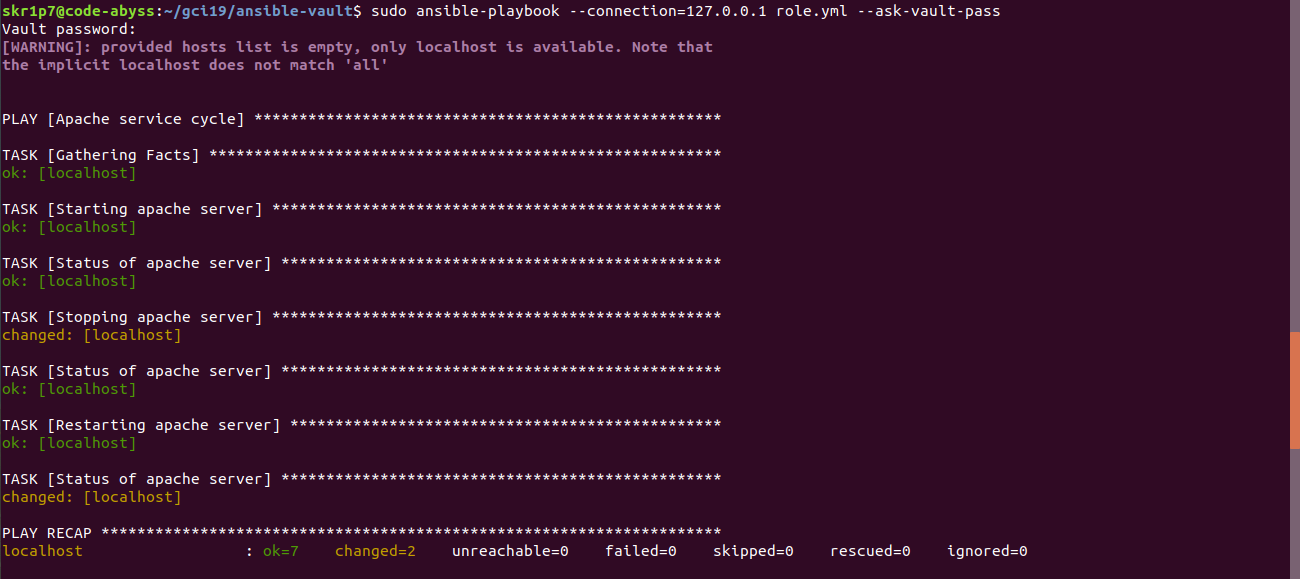 skr1p7@code-abyss:~/gci19/ansible-vault$ sudo ansible-playbook --connection=127.0.0.1 role.yml --ask-vault-pass
Vault password:
[WARNING]: provided hosts list is empty, only localhost is available. Note that
the implicit localhost does not match 'all'
PLAY [Apache service cycle] ****************************************************
TASK [Gathering Facts] *********************************************************
ok: [localhost]
TASK [Starting apache server] **************************************************
ok: [localhost]
TASK [Status of apache server] *************************************************
ok: [localhost]
TASK [Stopping apache server] **************************************************
changed: [localhost]
TASK [Status of apache server] *************************************************
ok: [localhost]
TASK [Restarting apache server] ************************************************
ok: [localhost]
TASK [Status of apache server] *************************************************
changed: [localhost]
PLAY RECAP *********************************************************************
localhost                  : ok=7    changed=2    unreachable=0    failed=0    skipped=0    rescued=0    ignored=0